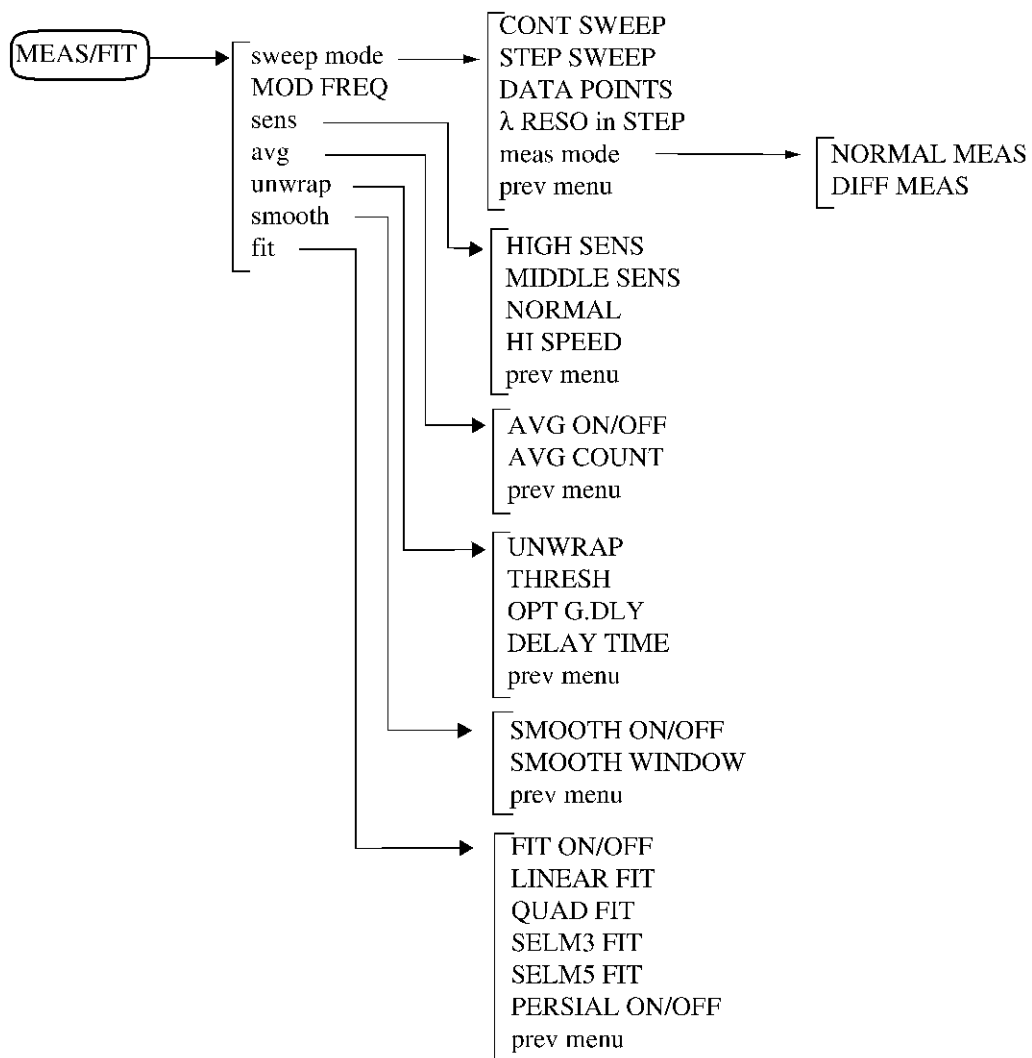 MEAS/FIT
sweep mode
MOD FREQ
sens
avg
unwrap
smooth
fit
CONT SWEEP
STEP SWEEP
DATA POINTS
λ RESO in STEP
meas mode
prev menu
NORMAL MEAS
DIFF MEAS
HIGH SENS
MIDDLE SENS
NORMAL
HI SPEED
prev menu
AVG ON/OFF
AVG COUNT
prev menu
UNWRAP
THRESH
OPT G.DLY
DELAY TIME
prev menu
SMOOTH ON/OFF
SMOOTH WINDOW
prev menu
FIT ON/OFF
LINEAR FIT
QUAD FIT
SELM3 FIT
SELM5 FIT
PERSIAL ON/OFF
prev menu